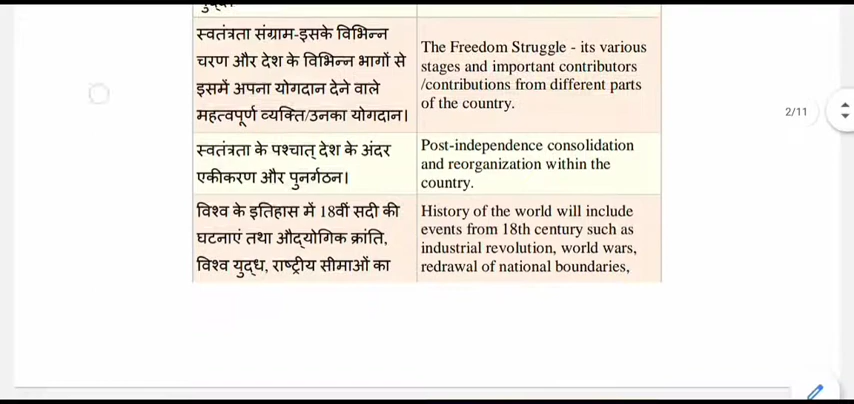 स्वतंत्रता संग्राम-इसके विभिन्न
चरण और देश के विभिन्न भागों से
इसमें अपना योगदान देने वाले
महत्वपूर्ण व्यक्ति/उनका योगदान।
The Freedom Struggle - its various
stages and important contributors
/contributions from different parts
of the country.
2/11
स्वतंत्रता के पश्चात् देश के अंदर
एकीकरण और पुनर्गठन।
Post-independence consolidation
and reorganization within the
country.
विश्व के इतिहास में 18वीं सदी की
घटनाएं तथा औद्योगिक क्रांति,
विश्व युद्ध, राष्ट्रीय सीमाओं का
History of the world will include
events from 18th century such as
industrial revolution, world wars,
redrawal of national boundaries,